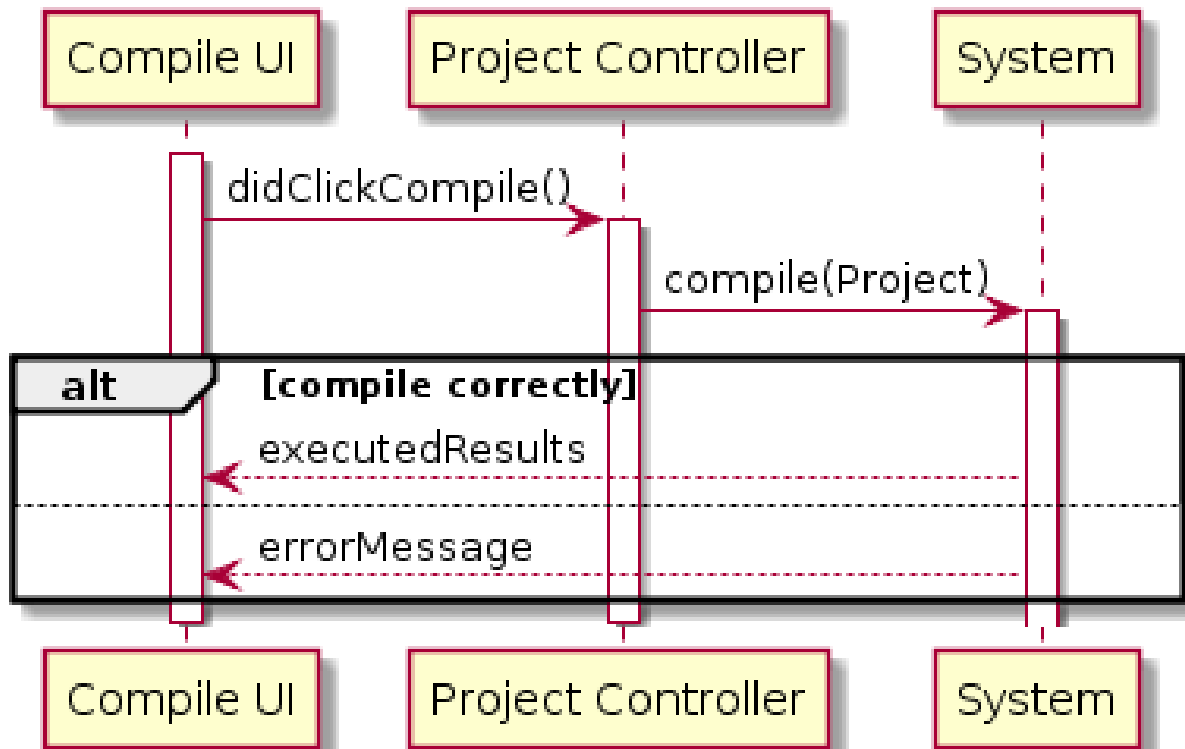 Compile UI
Project Controller
System
didClickCompile()
compile(Project)
alt
[compile correctly]
executedResults
errorMessage
Compile UI
Project Controller
System